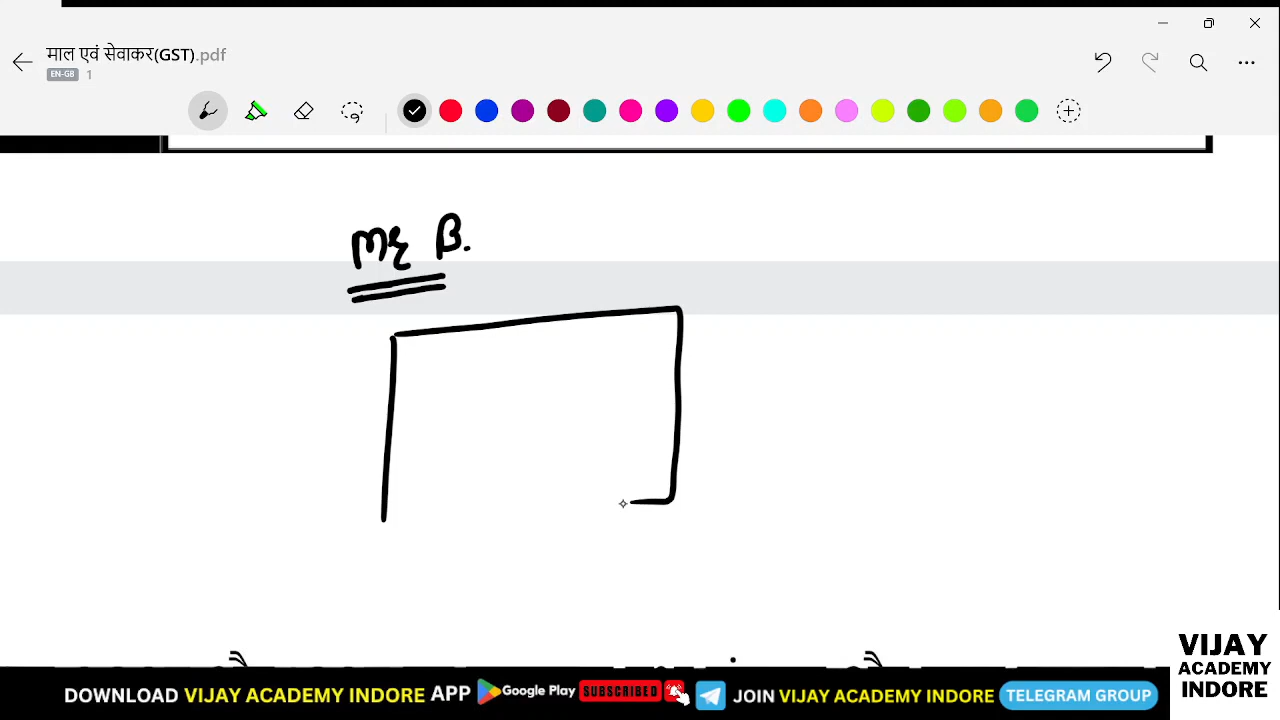 माल एवं सेवाकर(GST).pdf
EN-GB 1
Mr B.
VIJAY
ACADEMY
INDORE
DOWNLOAD VIJAY ACADEMY INDORE APP Google Play SUBSCRIBED JOIN VIJAY ACADEMY INDORE TELEGRAM GROUP